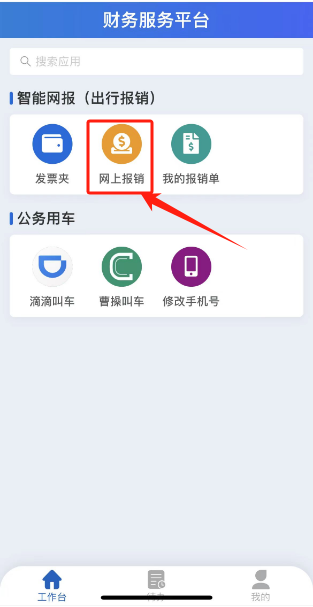 财务服务平台
搜索应用
智能网报（出行报销）
发票夹 网上报销 我的报销单
公务用车
滴滴叫车 曹操叫车 修改手机号
工作台 待办 我的